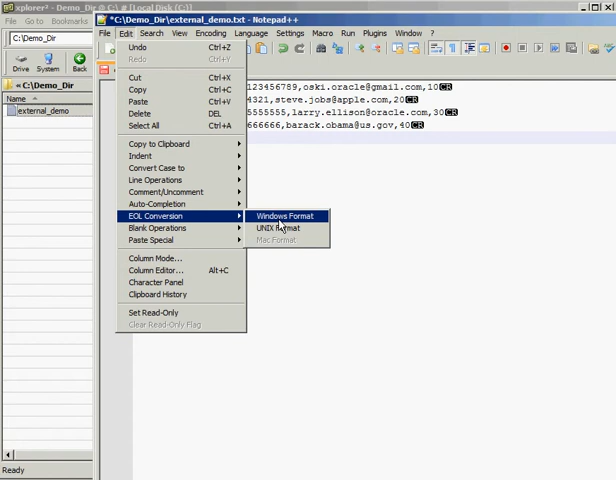 xplorer² - Demo_Dir @ C:\ # [Local Disk (C:)]
File Go to Bookmarks
C:\Demo_Dir
Drive System Back
« C:\Demo_Dir
Name
external_demo
Ready
*C:\Demo_Dir\external_demo.txt - Notepad++
File Edit Search View Encoding Language Settings Macro Run Plugins Window ?
Undo Ctrl+Z
Redo Ctrl+Y
Cut Ctrl+X
Copy Ctrl+C
Paste Ctrl+V
Delete DEL
Select All Ctrl+A
Copy to Clipboard
Indent
Convert Case to
Line Operations
Comment/Uncomment
Auto-Completion
EOL Conversion
Blank Operations
Paste Special
Column Mode...
Column Editor... Alt+C
Character Panel
Clipboard History
Set Read-Only
Clear Read-Only Flag
Windows Format
UNIX Format
Mac Format
123456789,oski.oracle@gmail.com,10CR
4321,steve.jobs@apple.com,20CR
5555555,larry.ellison@oracle.com,30CR
666666,barack.obama@us.gov,40CR